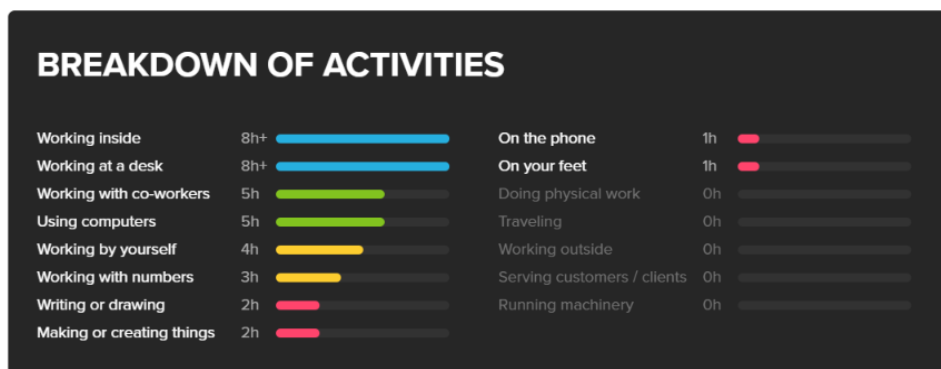 BREAKDOWN OF ACTIVITIES
Working inside 8h+
Working at a desk 8h+
Working with co-workers 5h
Using computers 5h
Working by yourself 4h
Working with numbers 3h
Writing or drawing 2h
Making or creating things 2h
On the phone 1h
On your feet 1h
Doing physical work 0h
Traveling 0h
Working outside 0h
Serving customers / clients 0h
Running machinery 0h